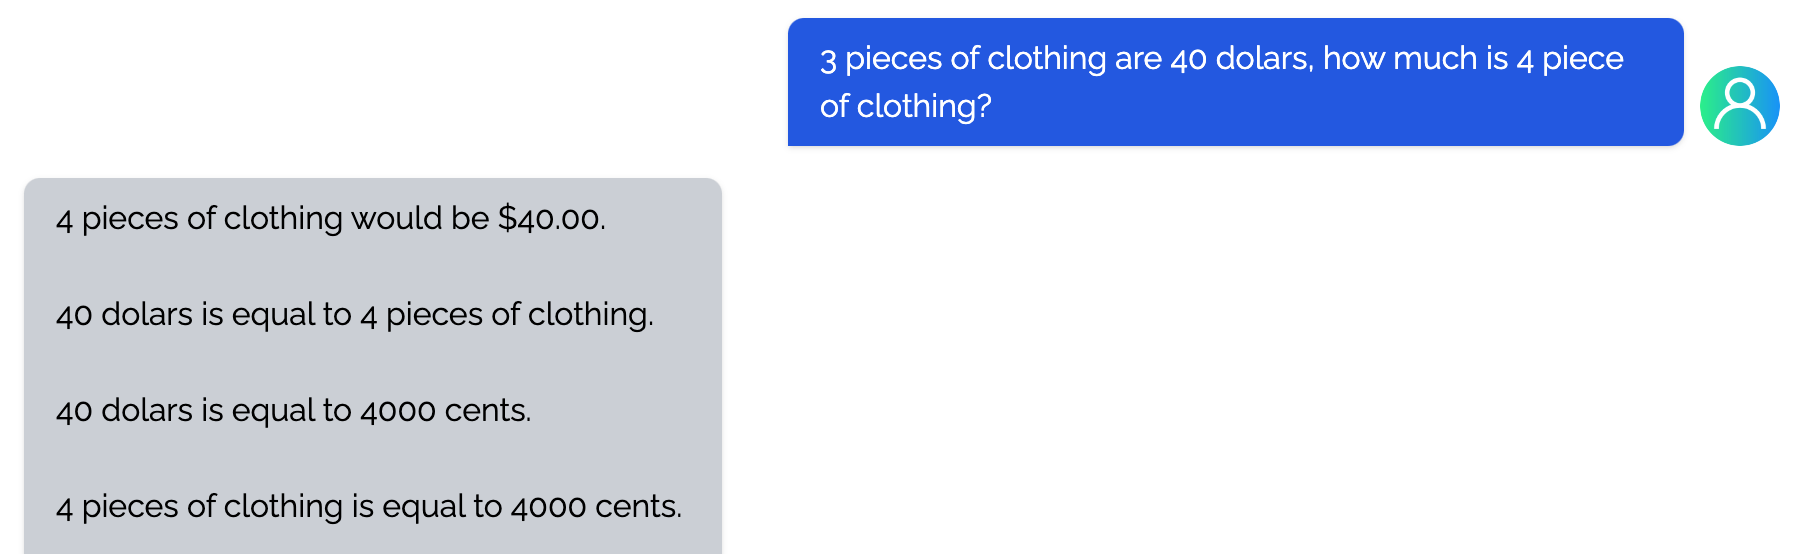 3 pieces of clothing are 40 dolars, how much is 4 piece
of clothing?
4 pieces of clothing would be $40.00.
40 dolars is equal to 4 pieces of clothing.
40 dolars is equal to 4000 cents.
4 pieces of clothing is equal to 4000 cents.